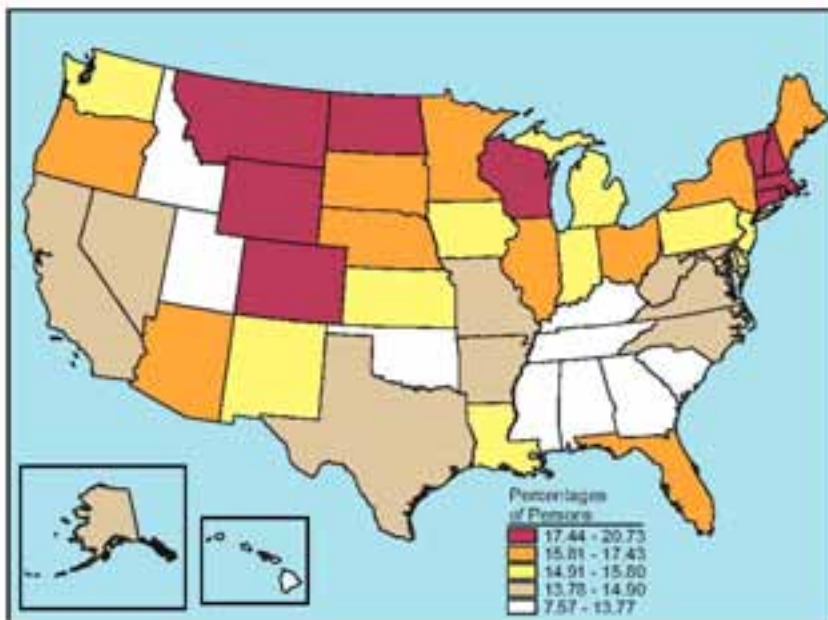 Percentages
of Persons
17.44 - 20.73
15.81 - 17.43
14.91 - 15.80
13.78 - 14.90
7.57 - 13.77